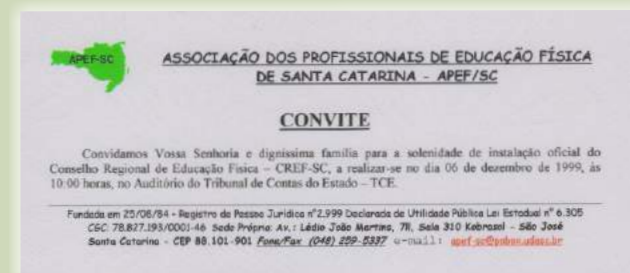 APEF-SC
ASSOCIAÇÃO DOS PROFISSIONAIS DE EDUCAÇÃO FÍSICA
DE SANTA CATARINA - APEF/SC
CONVITE
Convidamos Vossa Senhoria e digníssima família para a solenidade de instalação oficial do
Conselho Regional de Educação Física – CREF-SC, a realizar-se no dia 06 de dezembro de 1999, às
10:00 horas, no Auditório do Tribunal de Contas do Estado – TCE.
Fundada em 25/06/84 - Registro de Pessoa Jurídica nº2.999 Declarada de Utilidade Pública Lei Estadual nº 6.305
CGC: 78.827.193/0001-46 Sede Própria: Av.: Lédio João Martins, 711, Sala 310 Kobrasol - São José
Santa Catarina - CEP 88.101-901 Fone/Fax (048) 259-5337 e-mail: